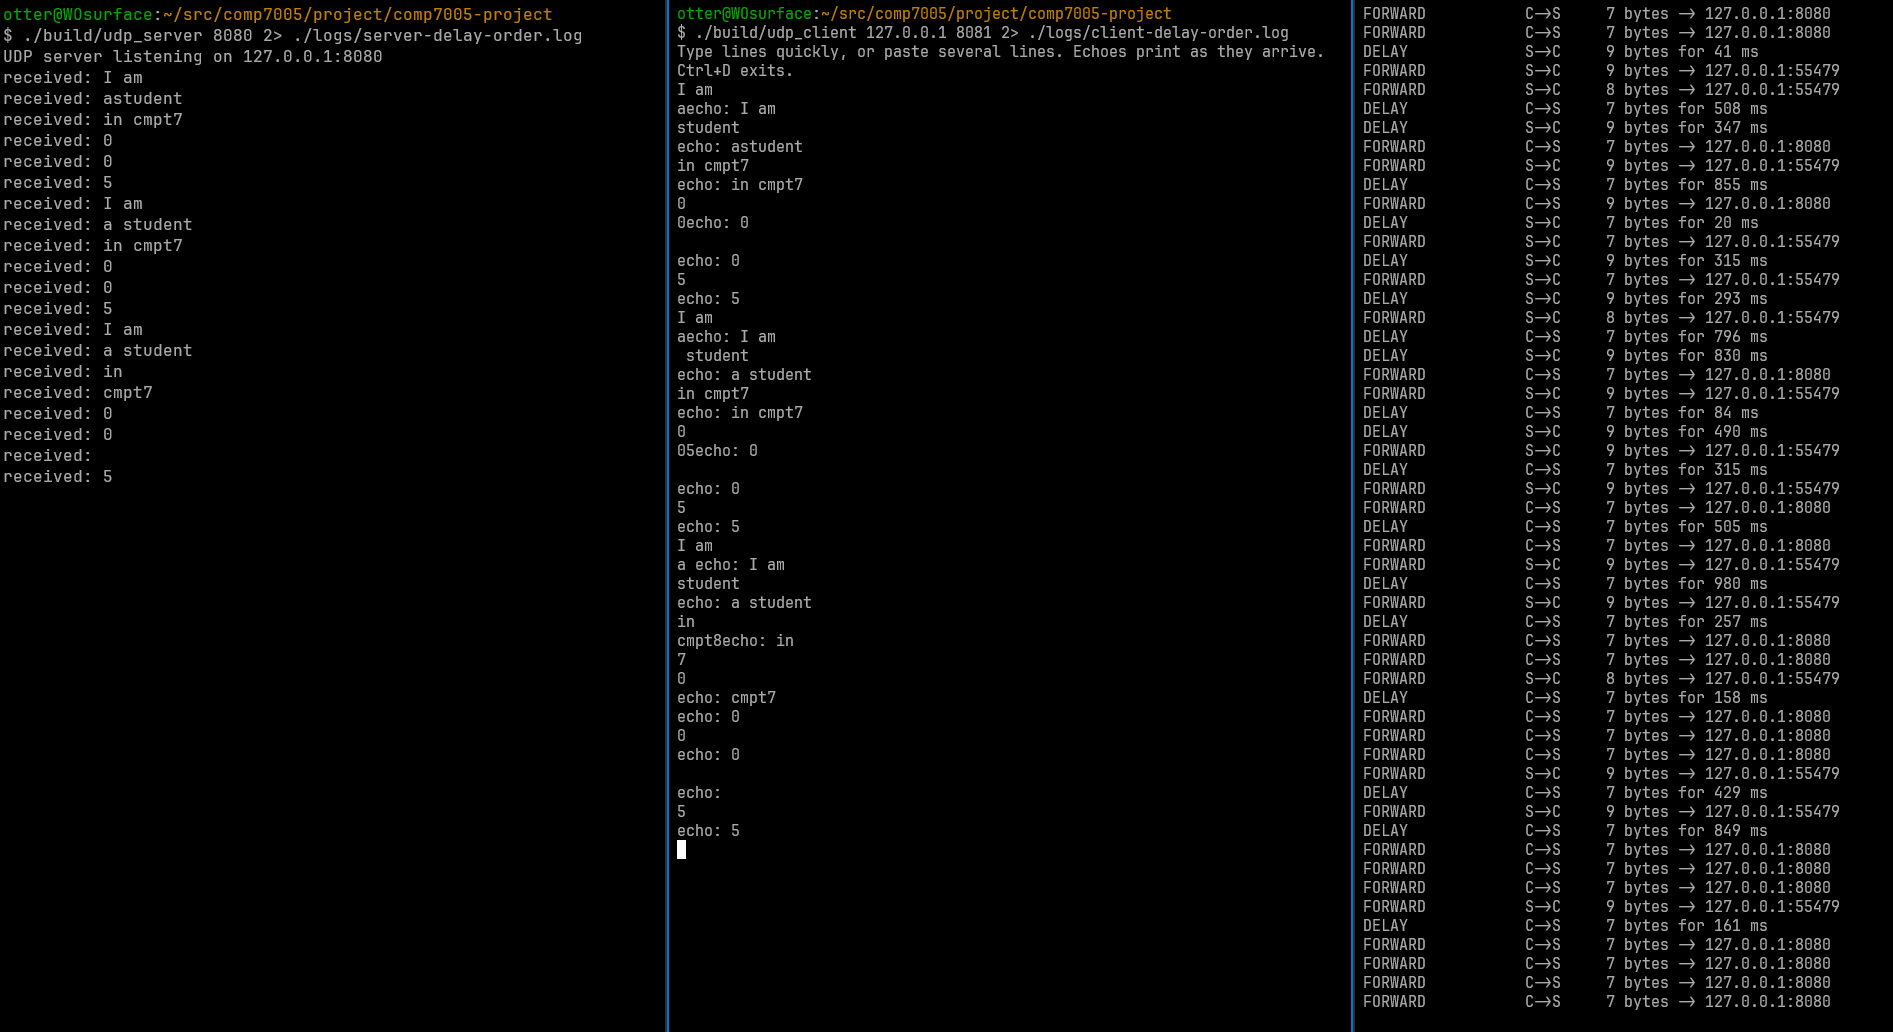 otter@WOsurface:~/src/comp7005/project/comp7005-project
$ ./build/udp_server 8080 2> ./logs/server-delay-order.log
UDP server listening on 127.0.0.1:8080
received: I am
received: astudent
received: in cmpt7
received: 0
received: 0
received: 5
received: I am
received: a student
received: in cmpt7
received: 0
received: 0
received: 5
received: I am
received: a student
received: in
received: cmpt7
received: 0
received: 0
received:
received: 5
otter@WOsurface:~/src/comp7005/project/comp7005-project
$ ./build/udp_client 127.0.0.1 8081 2> ./logs/client-delay-order.log
Type lines quickly, or paste several lines. Echoes print as they arrive.
Ctrl+D exits.
I am
aecho: I am
student
echo: astudent
in cmpt7
echo: in cmpt7
0
0echo: 0

echo: 0
5
echo: 5
I am
aecho: I am
 student
echo: a student
in cmpt7
echo: in cmpt7
0
05echo: 0

echo: 0
5
echo: 5
I am
a echo: I am
student
echo: a student
in
cmpt8echo: in
7
0
echo: cmpt7
echo: 0
0
echo: 0

echo:
5
echo: 5
FORWARD C→S 7 bytes → 127.0.0.1:8080
FORWARD C→S 7 bytes → 127.0.0.1:8080
DELAY S→C 9 bytes for 41 ms
FORWARD S→C 9 bytes → 127.0.0.1:55479
FORWARD S→C 8 bytes → 127.0.0.1:55479
DELAY C→S 7 bytes for 508 ms
DELAY S→C 9 bytes for 347 ms
FORWARD C→S 7 bytes → 127.0.0.1:8080
FORWARD S→C 9 bytes → 127.0.0.1:55479
DELAY C→S 7 bytes for 855 ms
FORWARD C→S 9 bytes → 127.0.0.1:8080
DELAY S→C 7 bytes for 20 ms
FORWARD S→C 7 bytes → 127.0.0.1:55479
DELAY S→C 9 bytes for 315 ms
FORWARD S→C 7 bytes → 127.0.0.1:55479
DELAY S→C 9 bytes for 293 ms
FORWARD S→C 8 bytes → 127.0.0.1:55479
DELAY C→S 7 bytes for 796 ms
DELAY S→C 9 bytes for 830 ms
FORWARD C→S 7 bytes → 127.0.0.1:8080
FORWARD S→C 9 bytes → 127.0.0.1:55479
DELAY C→S 7 bytes for 84 ms
DELAY S→C 9 bytes for 490 ms
FORWARD S→C 9 bytes → 127.0.0.1:55479
DELAY C→S 7 bytes for 315 ms
FORWARD S→C 9 bytes → 127.0.0.1:55479
FORWARD C→S 7 bytes → 127.0.0.1:8080
DELAY C→S 7 bytes for 505 ms
FORWARD C→S 7 bytes → 127.0.0.1:8080
FORWARD S→C 9 bytes → 127.0.0.1:55479
DELAY C→S 7 bytes for 980 ms
FORWARD S→C 9 bytes → 127.0.0.1:55479
DELAY C→S 7 bytes for 257 ms
FORWARD C→S 7 bytes → 127.0.0.1:8080
FORWARD C→S 7 bytes → 127.0.0.1:8080
FORWARD S→C 8 bytes → 127.0.0.1:55479
DELAY C→S 7 bytes for 158 ms
FORWARD C→S 7 bytes → 127.0.0.1:8080
FORWARD C→S 7 bytes → 127.0.0.1:8080
FORWARD C→S 7 bytes → 127.0.0.1:8080
FORWARD S→C 9 bytes → 127.0.0.1:55479
DELAY C→S 7 bytes for 429 ms
FORWARD S→C 9 bytes → 127.0.0.1:55479
DELAY C→S 7 bytes for 849 ms
FORWARD C→S 7 bytes → 127.0.0.1:8080
FORWARD C→S 7 bytes → 127.0.0.1:8080
FORWARD C→S 7 bytes → 127.0.0.1:8080
FORWARD S→C 9 bytes → 127.0.0.1:55479
DELAY C→S 7 bytes for 161 ms
FORWARD C→S 7 bytes → 127.0.0.1:8080
FORWARD C→S 7 bytes → 127.0.0.1:8080
FORWARD C→S 7 bytes → 127.0.0.1:8080
FORWARD C→S 7 bytes → 127.0.0.1:8080